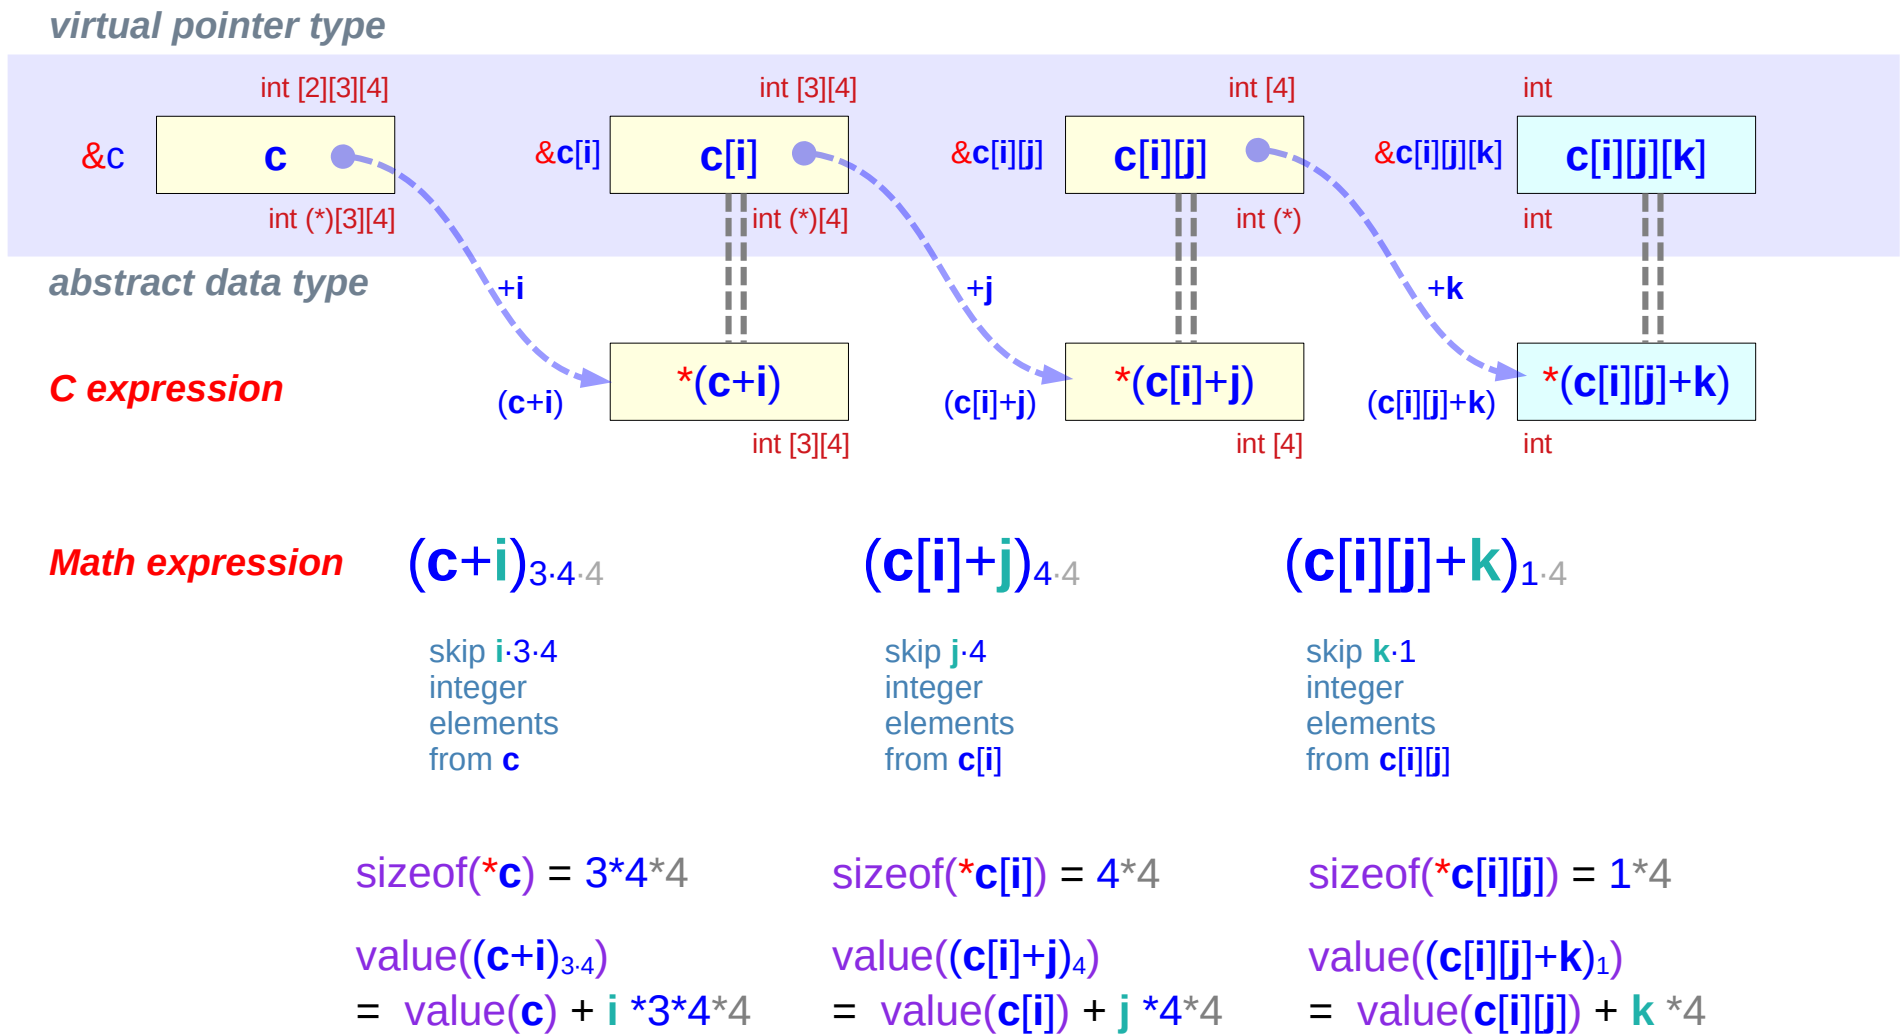 virtual pointer type
int [2][3][4] int [3][4] int [4] int
&c c &c[i] c[i] &c[i][j] c[i][j] &c[i][j][k] c[i][j][k]
int (*)[3][4] int (*)[4] int (*) int
abstract data type +i +j +k
C expression (c+i) *(c+i) (c[i]+j) *(c[i]+j) (c[i][j]+k) *(c[i][j]+k)
int [3][4] int [4] int
Math expression (c+i)3·4·4 (c[i]+j)4·4 (c[i][j]+k)1·4
skip i·3·4 skip j·4 skip k·1
integer integer integer
elements elements elements
from c from c[i] from c[i][j]
sizeof(*c) = 3*4*4 sizeof(*c[i]) = 4*4 sizeof(*c[i][j]) = 1*4
value((c+i)3·4) value((c[i]+j)4) value((c[i][j]+k)1)
= value(c) + i *3*4*4 = value(c[i]) + j *4*4 = value(c[i][j]) + k *4